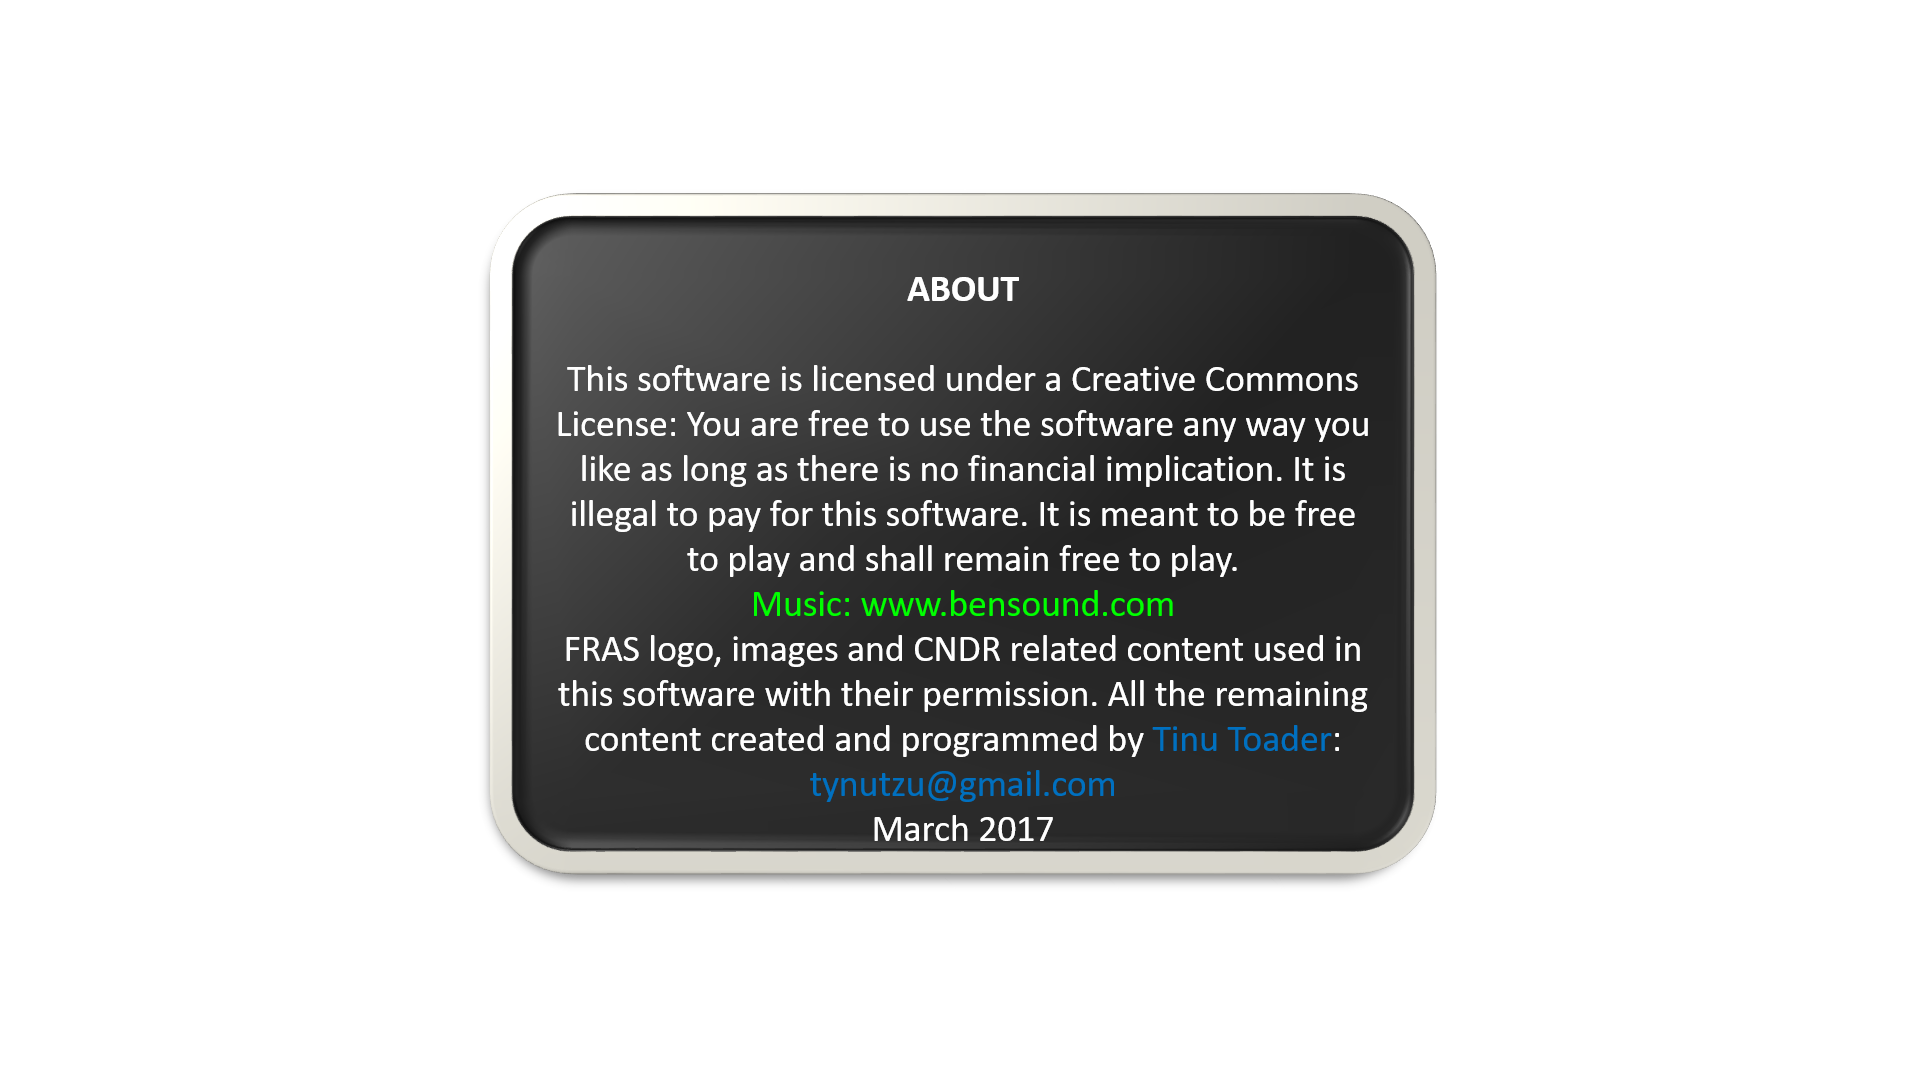 ABOUT
This software is licensed under a Creative Commons
License: You are free to use the software any way you
like as long as there is no financial implication. It is
illegal to pay for this software. It is meant to be free
to play and shall remain free to play.
Music: www.bensound.com
FRAS logo, images and CNDR related content used in
this software with their permission. All the remaining
content created and programmed by Tinu Toader:
tynutzu@gmail.com
March 2017